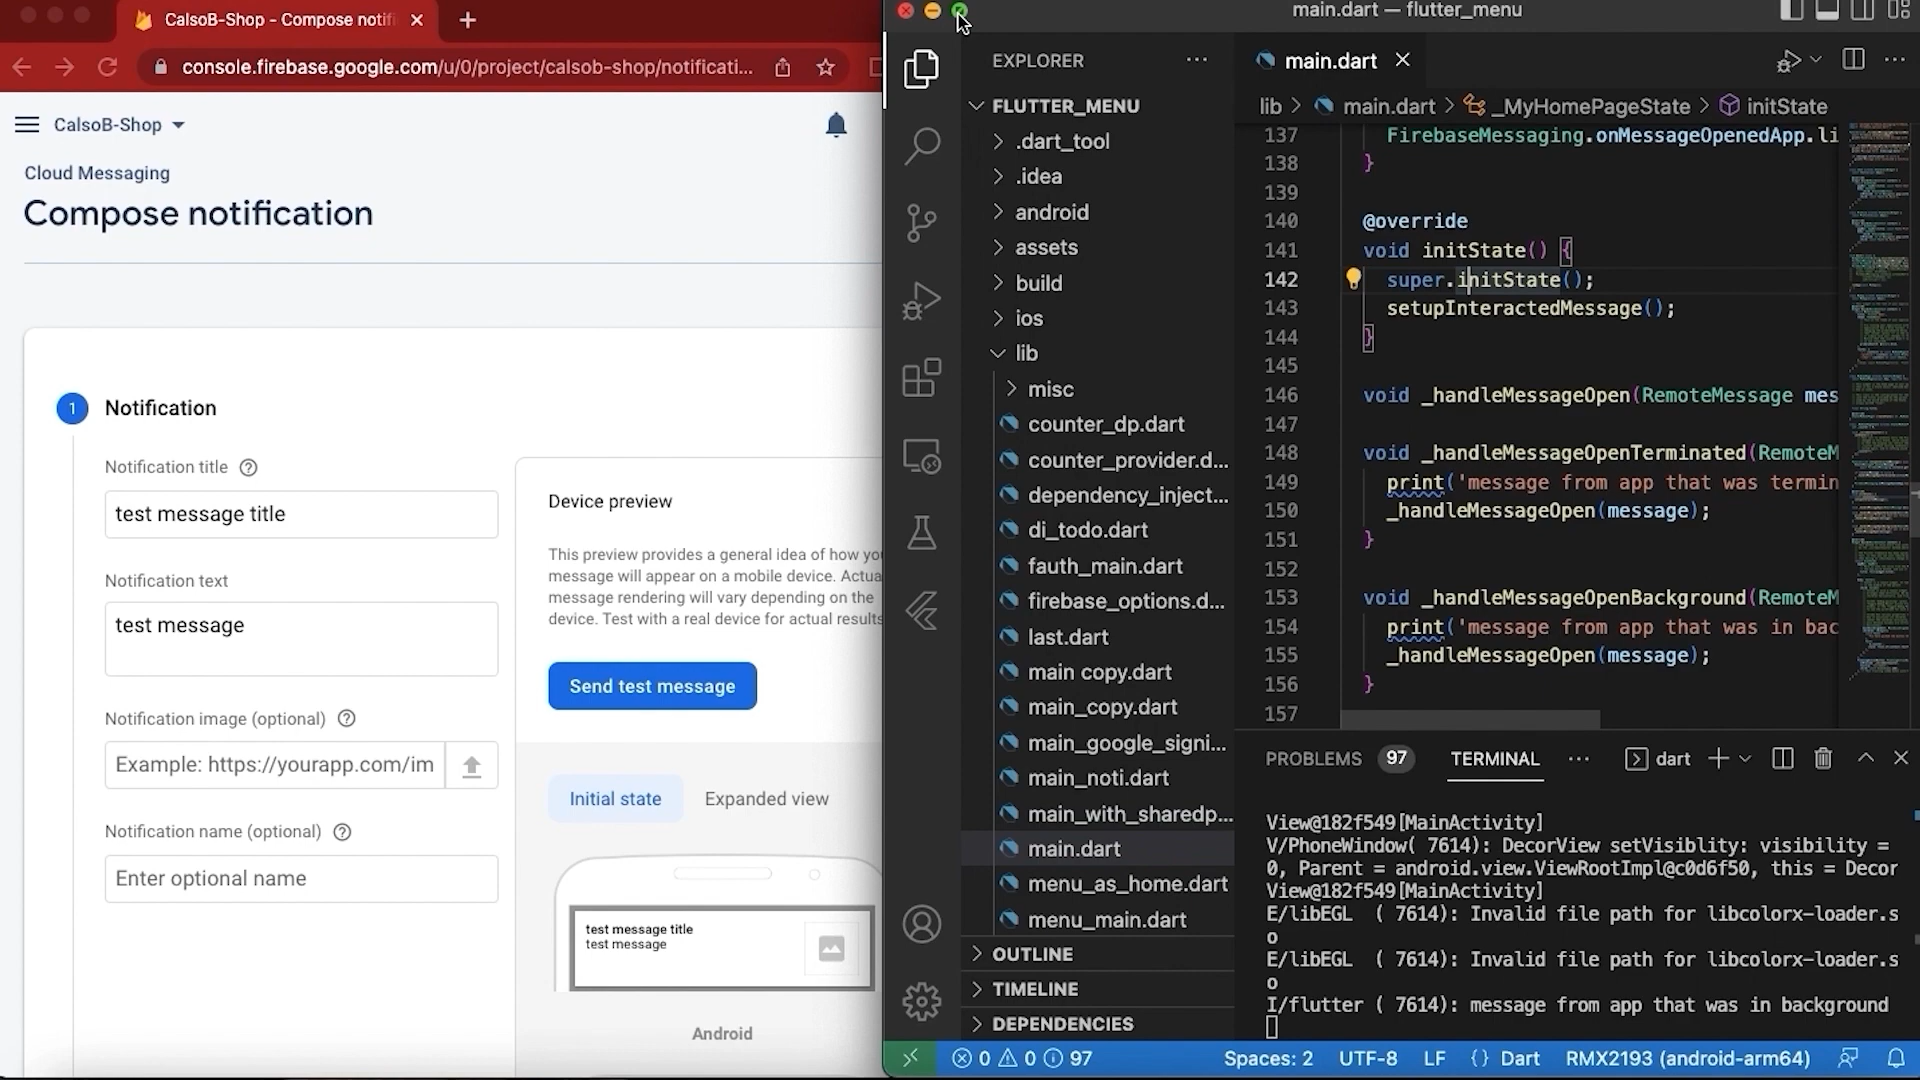 CalsoB-Shop - Compose notifi
console.firebase.google.com/u/0/project/calsob-shop/notificati...
CalsoB-Shop
Cloud Messaging
Compose notification
1 Notification
Notification title
test message title
Notification text
test message
Notification image (optional)
Example: https://yourapp.com/im
Notification name (optional)
Enter optional name
Device preview
This preview provides a general idea of how you
message will appear on a mobile device. Actua
message rendering will vary depending on the
device. Test with a real device for actual results
Send test message
Initial state Expanded view
test message title
test message
Android
main.dart — flutter_menu
EXPLORER
FLUTTER_MENU
.dart_tool
.idea
android
assets
build
ios
lib
misc
counter_dp.dart
counter_provider.d...
dependency_inject...
di_todo.dart
fauth_main.dart
firebase_options.d...
last.dart
main copy.dart
main_copy.dart
main_google_signi...
main_noti.dart
main_with_sharedp...
main.dart
menu_as_home.dart
menu_main.dart
OUTLINE
TIMELINE
DEPENDENCIES
main.dart
lib > main.dart > _MyHomePageState > initState
137 FirebaseMessaging.onMessageOpenedApp.li
138 }
139
140 @override
141 void initState() {
142 super.initState();
143 setupInteractedMessage();
144 }
145
146 void _handleMessageOpen(RemoteMessage mes
147
148 void _handleMessageOpenTerminated(RemoteM
149 print('message from app that was termin
150 _handleMessageOpen(message);
151 }
152
153 void _handleMessageOpenBackground(RemoteM
154 print('message from app that was in bac
155 _handleMessageOpen(message);
156 }
157
PROBLEMS 97 TERMINAL ... dart
View@182f549[MainActivity]
V/PhoneWindow( 7614): DecorView setVisiblity: visibility =
0, Parent = android.view.ViewRootImpl@c0d6f50, this = Decor
View@182f549[MainActivity]
E/libEGL ( 7614): Invalid file path for libcolorx-loader.s
o
E/libEGL ( 7614): Invalid file path for libcolorx-loader.s
o
I/flutter ( 7614): message from app that was in background
0 0 97 Spaces: 2 UTF-8 LF {} Dart RMX2193 (android-arm64)